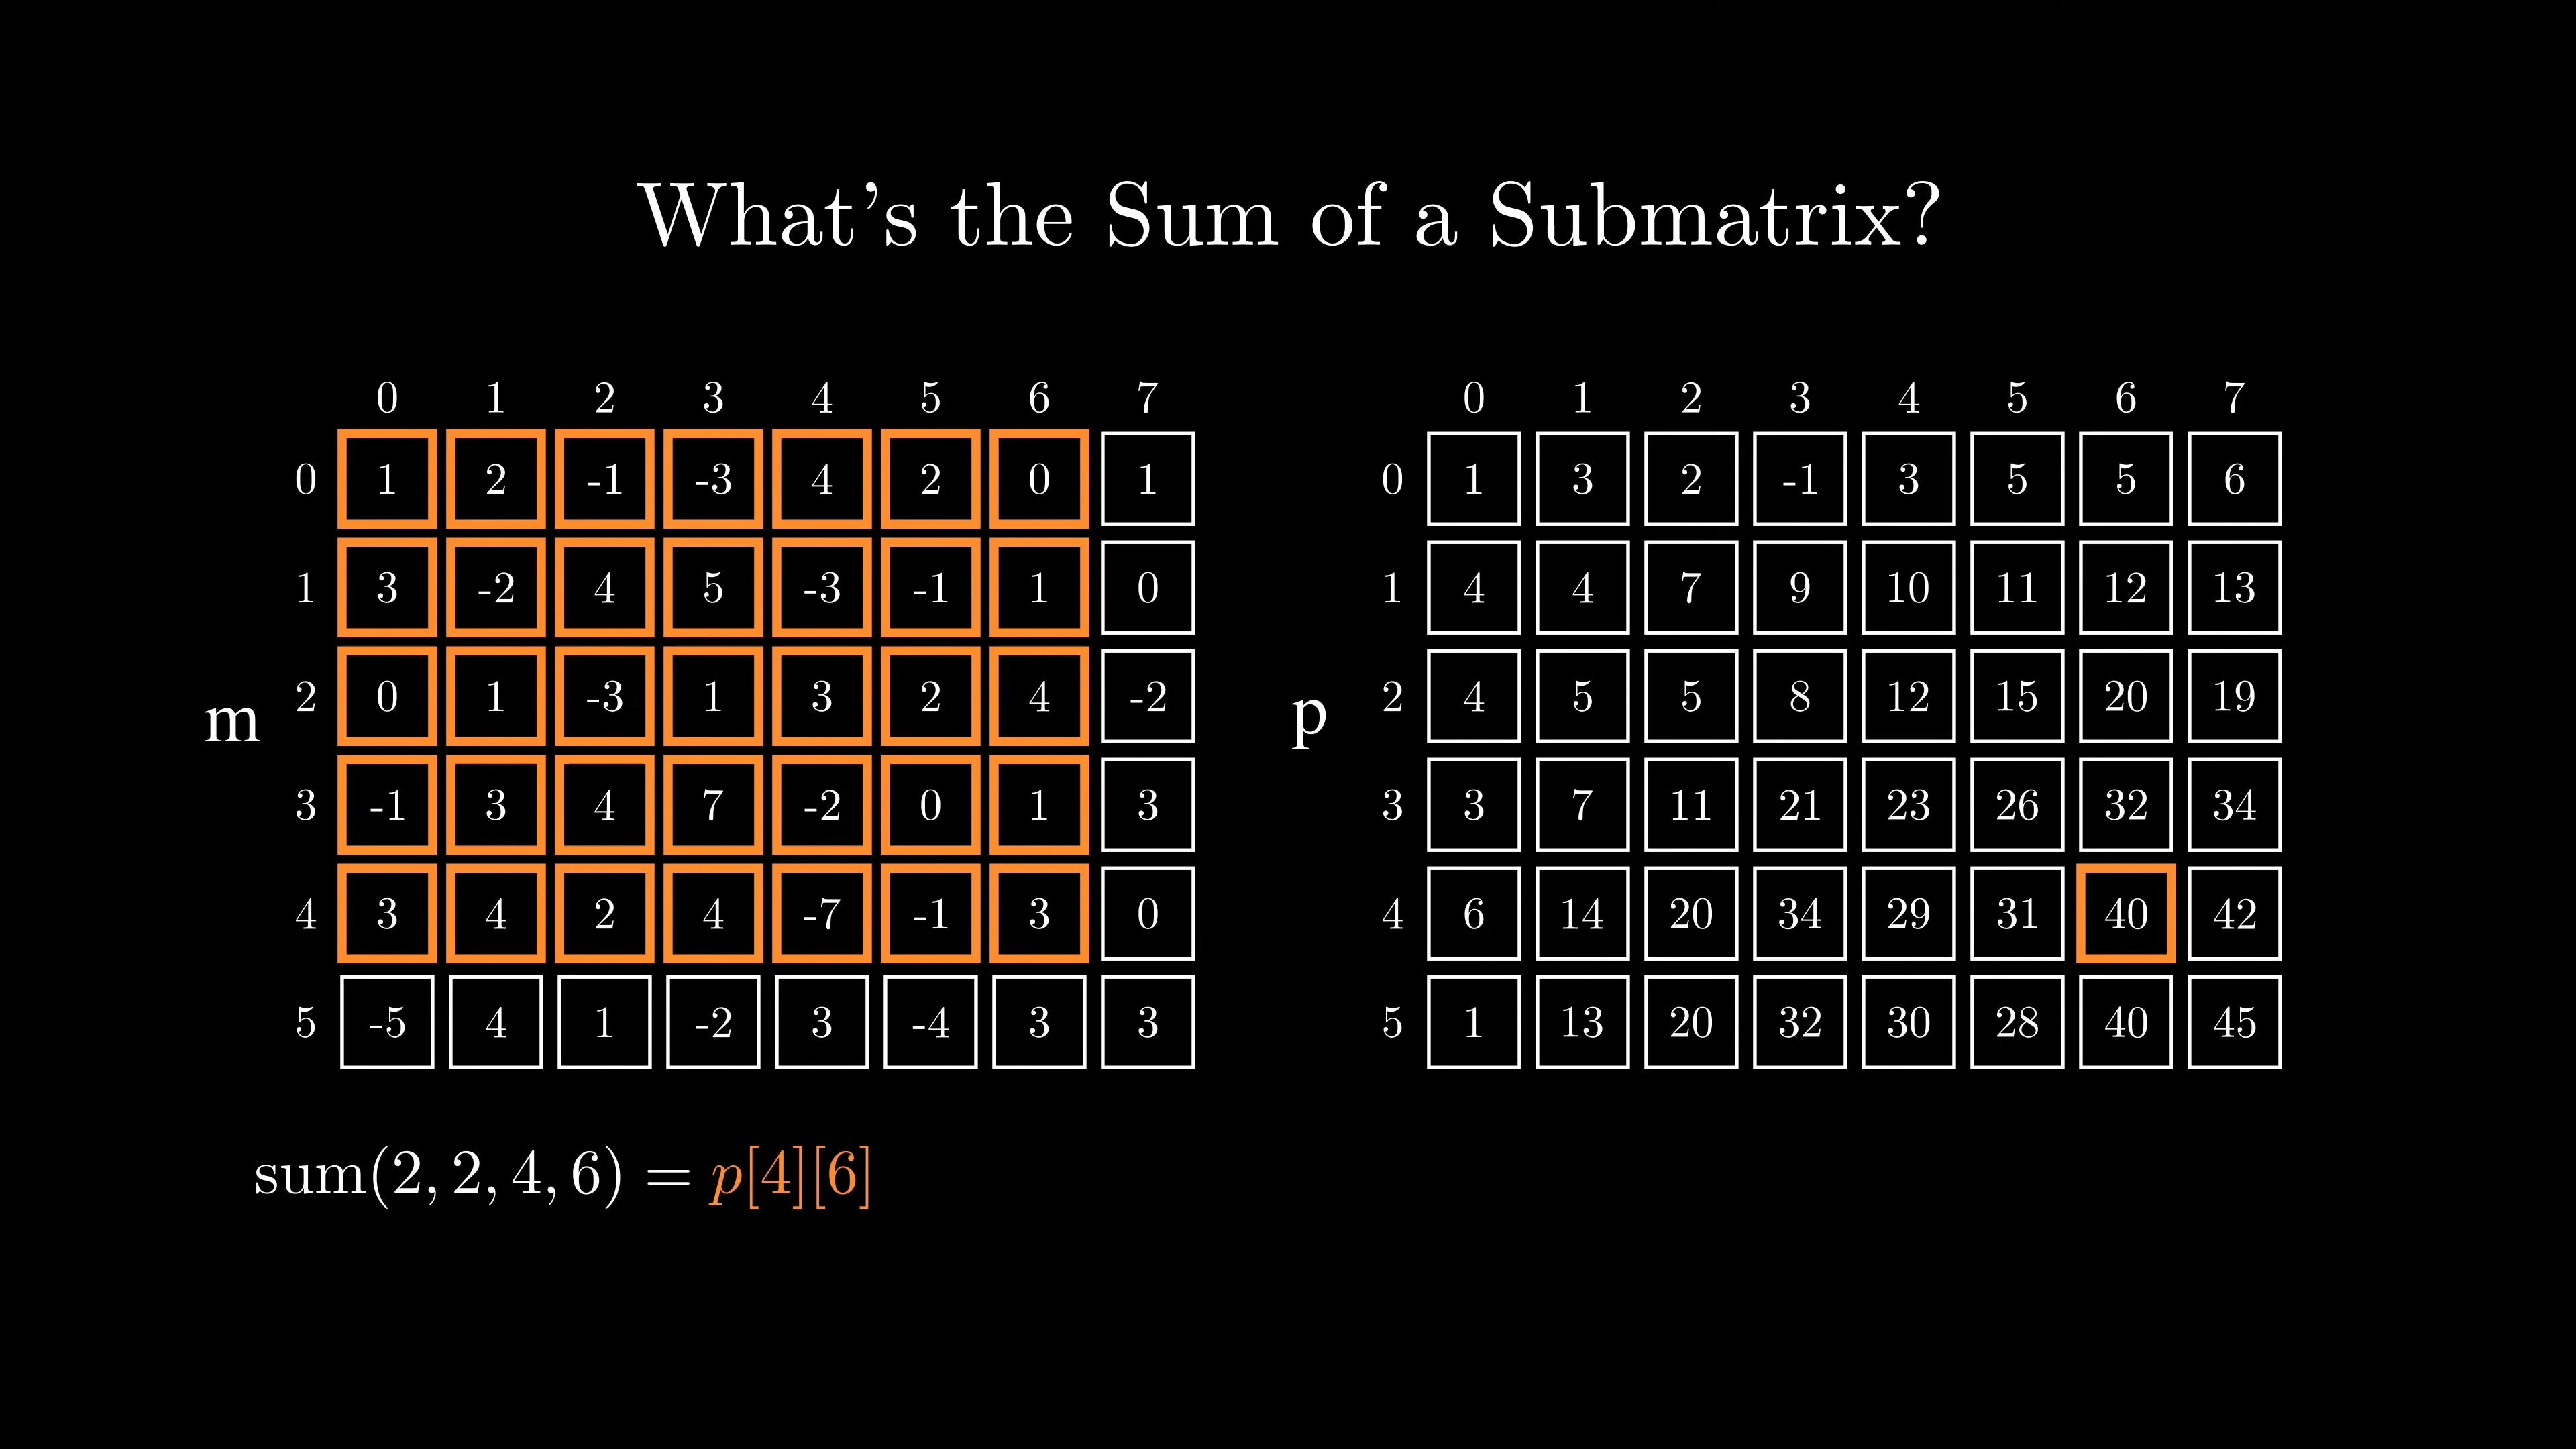 What's the Sum of a Submatrix?
0 1 2 3 4 5 6 7
0 1 2 -1 -3 4 2 0 1
1 3 -2 4 5 -3 -1 1 0
2 0 1 -3 1 3 2 4 -2
m
3 -1 3 4 7 -2 0 1 3
4 3 4 2 4 -7 -1 3 0
5 -5 4 1 -2 3 -4 3 3
0 1 2 3 4 5 6 7
0 1 3 2 -1 3 5 5 6
1 4 4 7 9 10 11 12 13
2 4 5 5 8 12 15 20 19
p
3 3 7 11 21 23 26 32 34
4 6 14 20 34 29 31 40 42
5 1 13 20 32 30 28 40 45
sum(2, 2, 4, 6) = p[4][6]